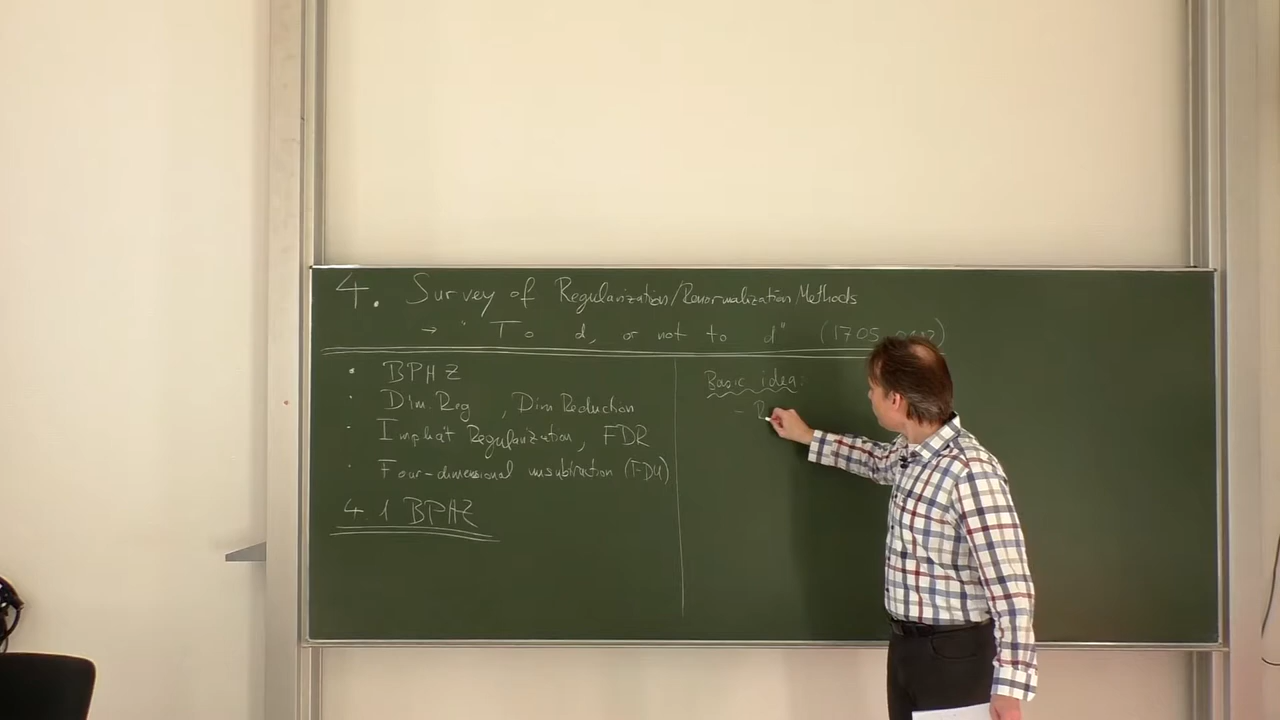 4. Survey of Regularization/Renormalization Methods
→ "To d, or not to d" (1705.
• BPHZ
• Dim. Reg, Dim Reduction
• Implicit Regularization, FDR
• Four-dimensional unsubtraction (FDU)
4.1 BPHZ
Basic idea:
- R